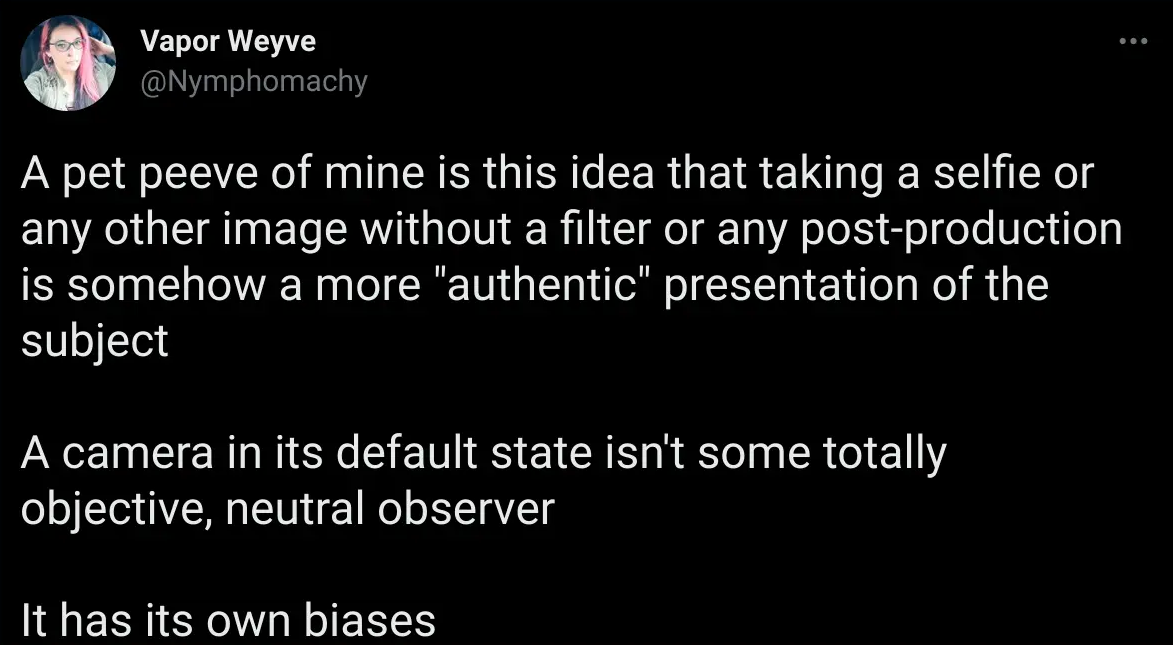 Vapor Weyve
@Nymphomachy
A pet peeve of mine is this idea that taking a selfie or
any other image without a filter or any post-production
is somehow a more "authentic" presentation of the
subject
A camera in its default state isn't some totally
objective, neutral observer
It has its own biases